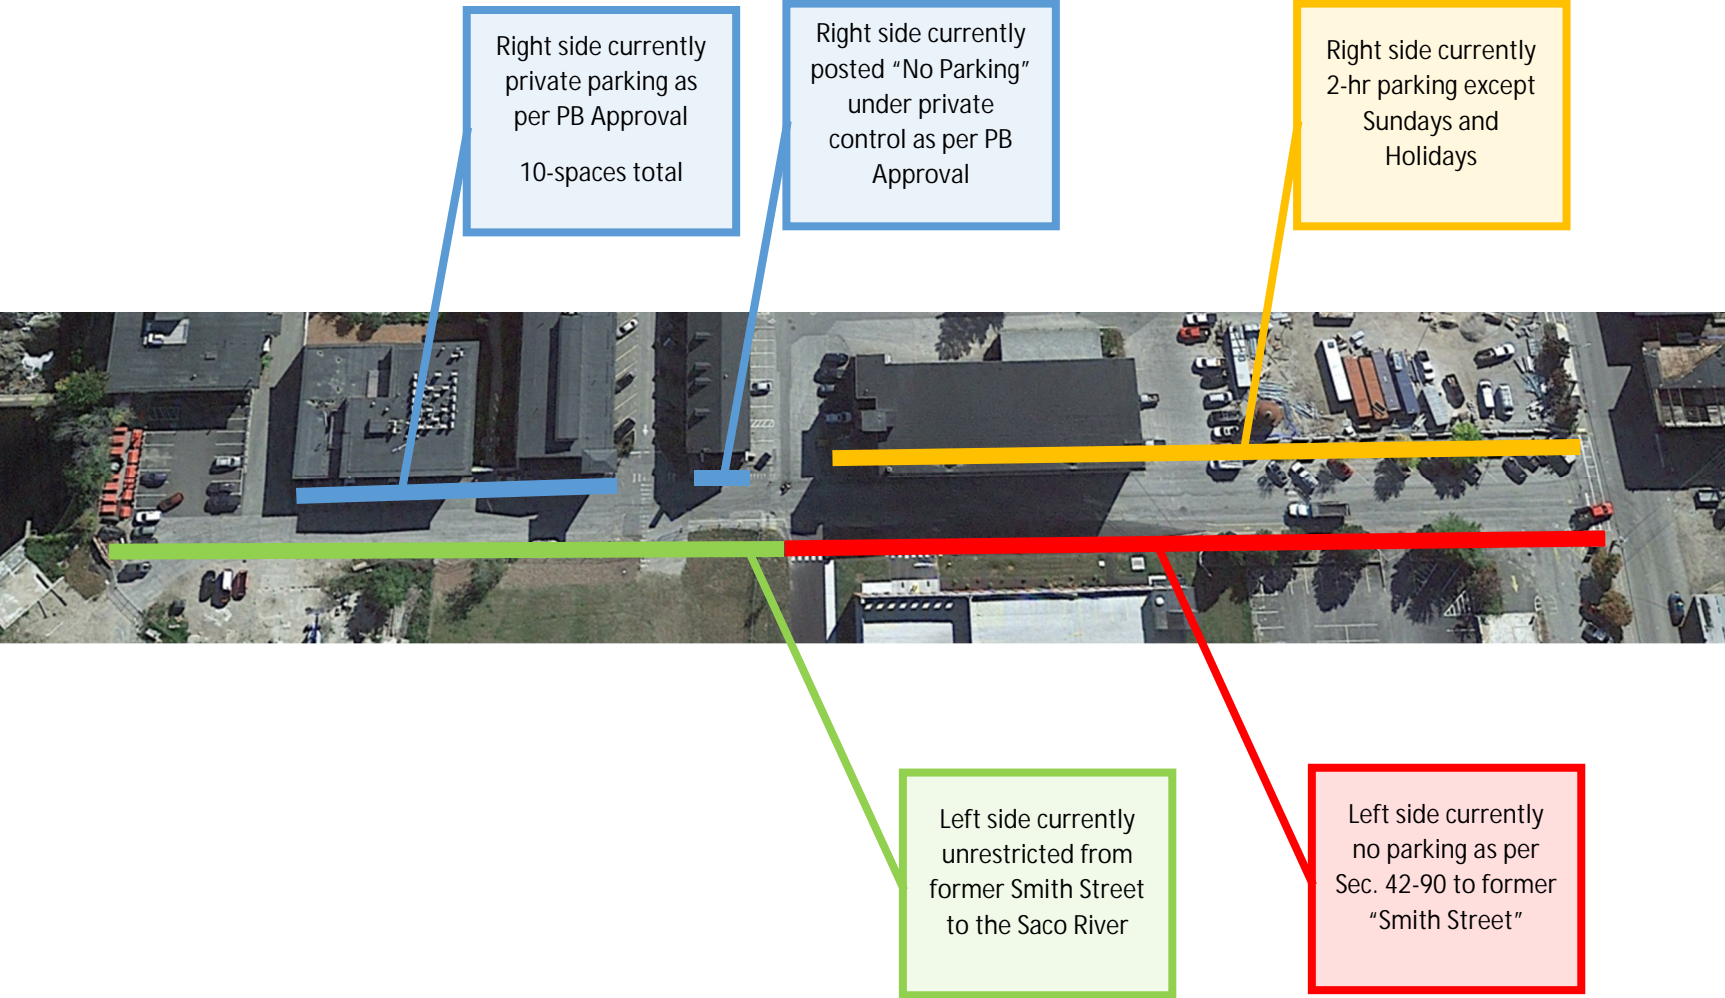 Right side currently
private parking as
per PB Approval
10-spaces total
Right side currently
posted “No Parking”
under private
control as per PB
Approval
Right side currently
2-hr parking except
Sundays and
Holidays
Left side currently
unrestricted from
former Smith Street
to the Saco River
Left side currently
no parking as per
Sec. 42-90 to former
“Smith Street”